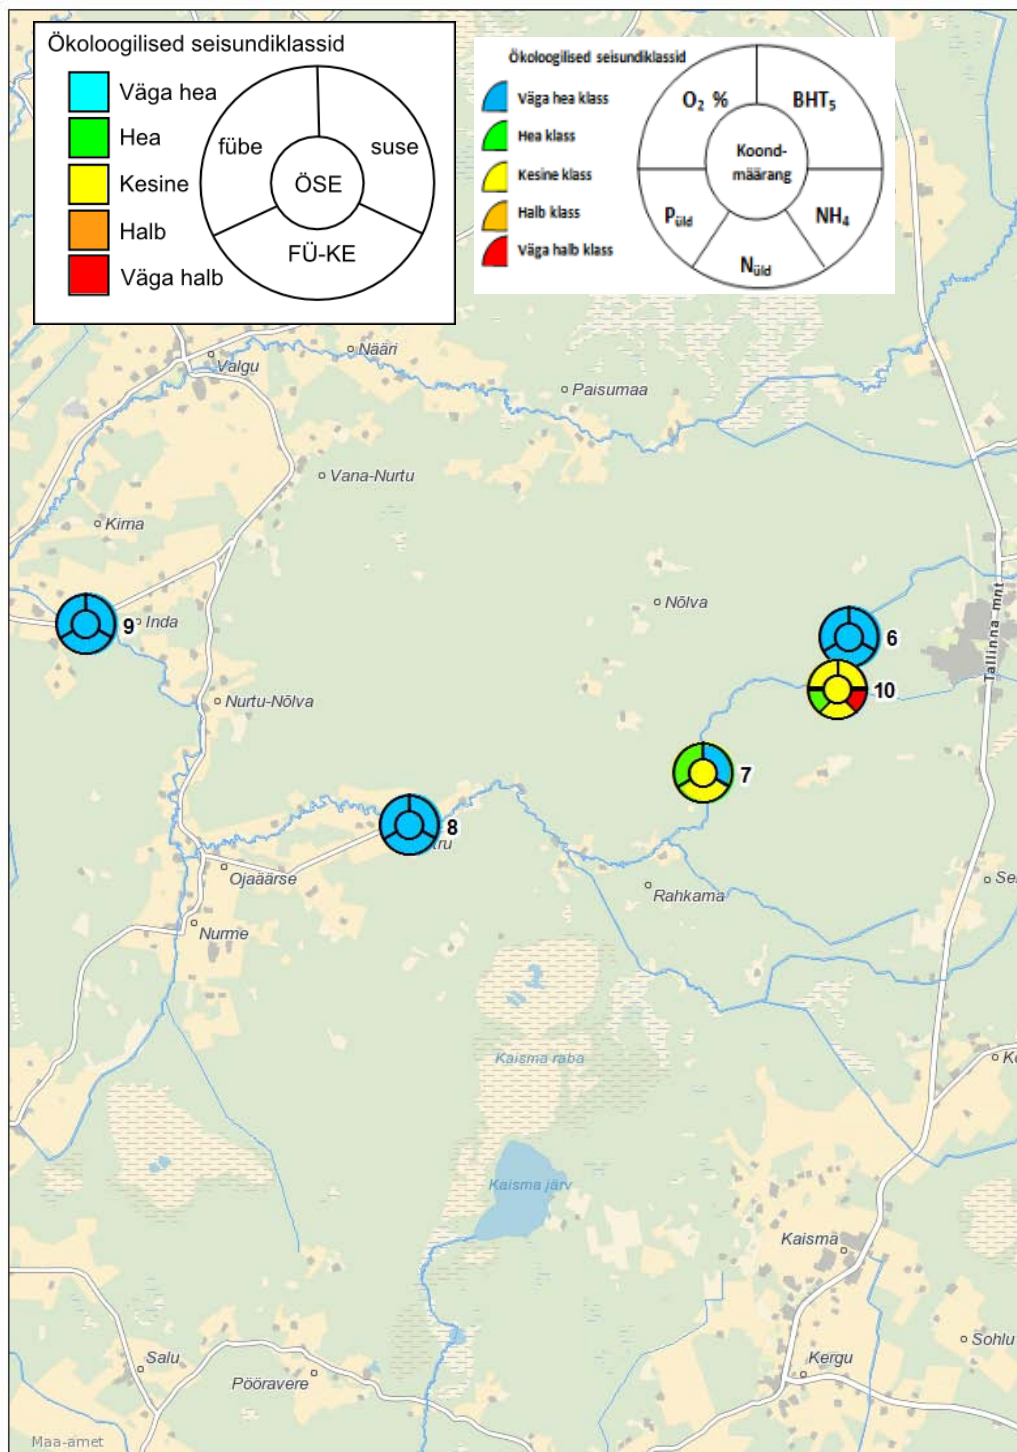 Ökoloogilised seisundiklassid
Väga hea
Hea
Kesine
Halb
Väga halb
fübe
suse
ÖSE
FÜ-KE
Ökoloogilised seisundiklassid
Väga hea klass
Hea klass
Kesine klass
Halb klass
Väga halb klass
O₂ %
BHT₅
Koond-
määrang
Püld
NH₄
Nüld
Nääri
Valgu
Paisumaa
Vana-Nurtu
Kirna
Nõlva
Tallinna mnt
9
Inda
6
10
Nurtu-Nõlva
7
8
Ojaäärse
Rahkama
Nurme
Kaisma raba
Kaisma järv
Kaisma
Sohlu
Salu
Pööravere
Kergu
Maa-amet